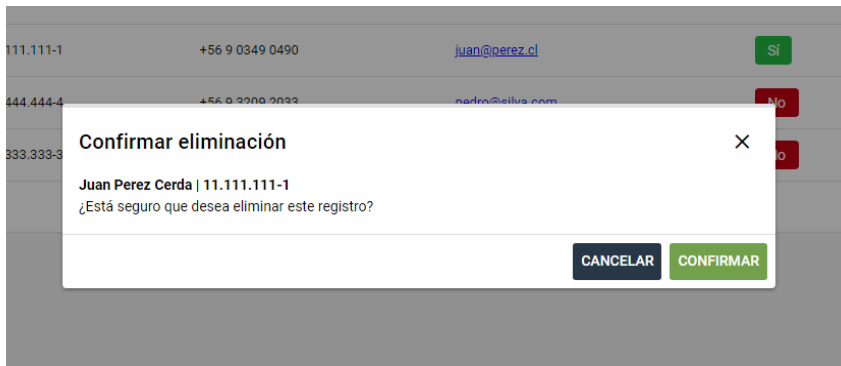 111.111-1 +56 9 0349 0490 juan@perez.cl Sí
444.444-4 +56 9 3209 2033 pedro@silva.com No
333.333-3
Confirmar eliminación
Juan Perez Cerda | 11.111.111-1
¿Está seguro que desea eliminar este registro?
CANCELAR CONFIRMAR